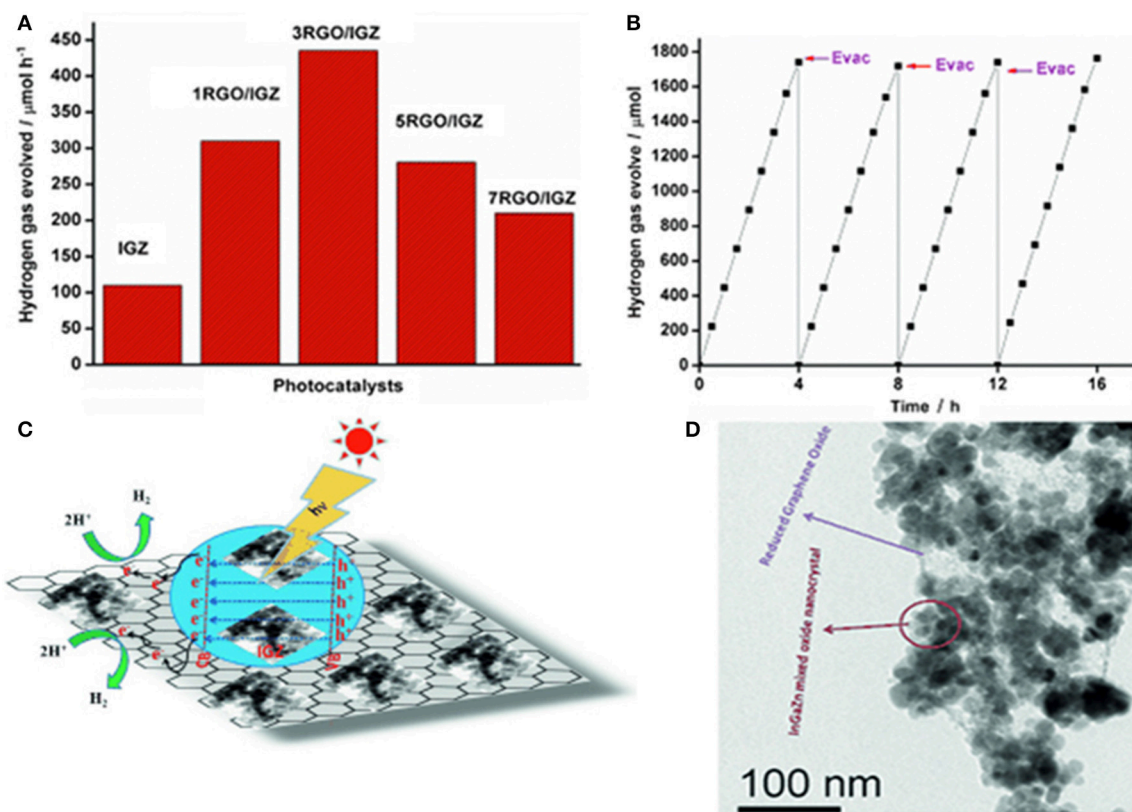 A
Hydrogen gas evolved / μmol h⁻¹
450
400
350
300
250
200
150
100
50
0
IGZ
1RGO/IGZ
3RGO/IGZ
5RGO/IGZ
7RGO/IGZ
Photocatalysts
B
Hydrogen gas evolve / μmol
1800
1600
1400
1200
1000
800
600
400
200
0
Evac
Evac
Evac
0
4
8
12
16
Time / h
C
H₂
2H⁺
hν
e⁻
e⁻
e⁻
e⁻
e⁻
h⁺
h⁺
h⁺
h⁺
h⁺
e⁻
e⁻
e⁻
e⁻
2H⁺
H₂
CB
IGZ
VB
D
Reduced Graphene Oxide
InGaZn mixed oxide nanocrystal
100 nm